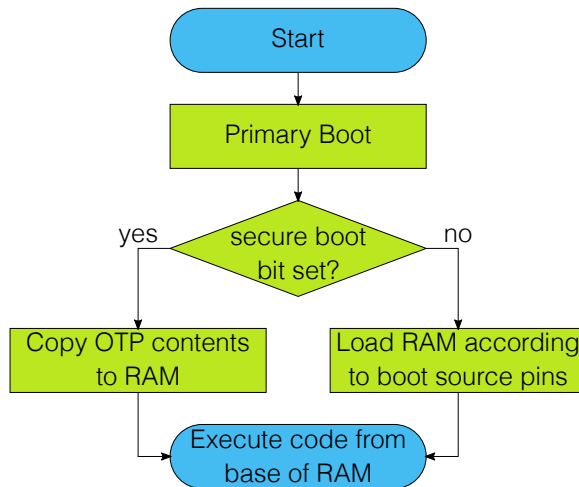 Start
Primary Boot
yes
secure boot
bit set?
no
Copy OTP contents
to RAM
Load RAM according
to boot source pins
Execute code from
base of RAM